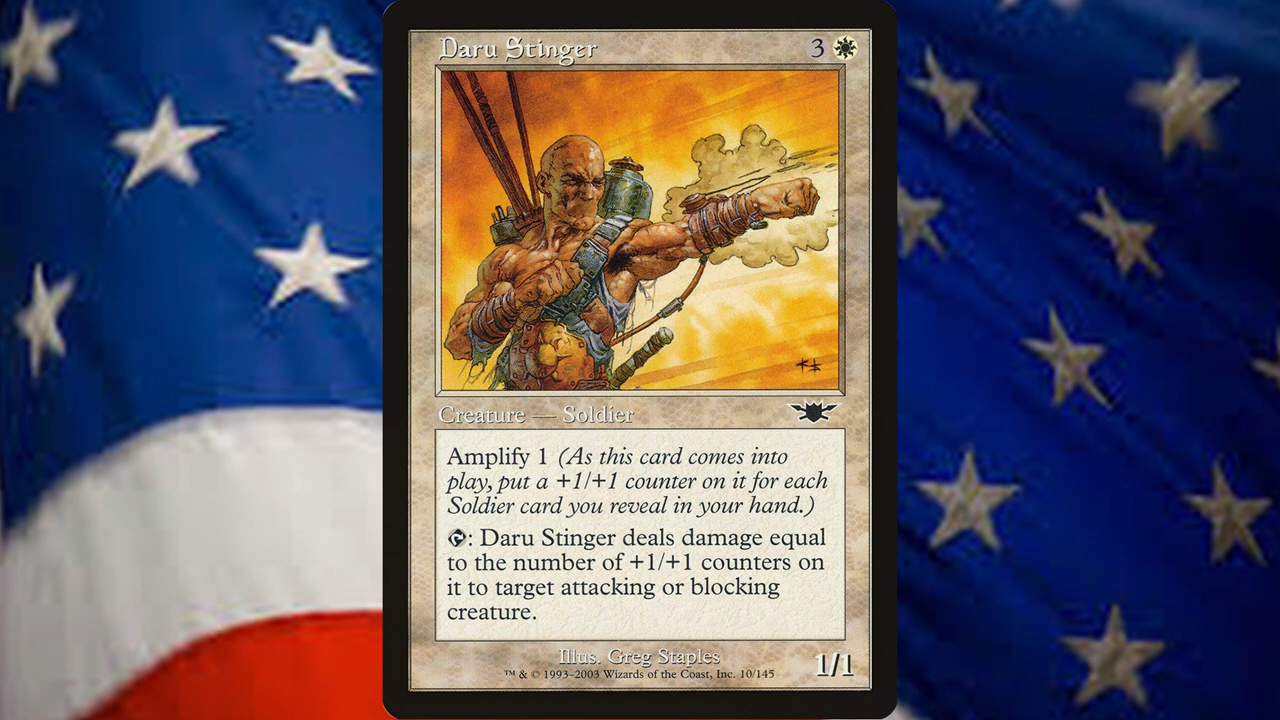 Daru Stinger 3
Creature — Soldier
Amplify 1 (As this card comes into
play, put a +1/+1 counter on it for each
Soldier card you reveal in your hand.)
: Daru Stinger deals damage equal
to the number of +1/+1 counters on
it to target attacking or blocking
creature.
Illus. Greg Staples
™ & © 1993–2003 Wizards of the Coast, Inc. 10/145
1/1